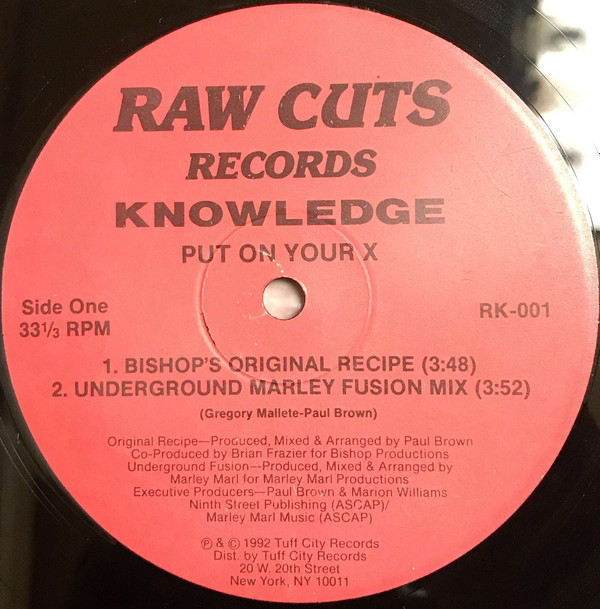 RAW CUTS
RECORDS
KNOWLEDGE
PUT ON YOUR X
Side One
33 1/3 RPM
RK-001
1. BISHOP'S ORIGINAL RECIPE (3:48)
2. UNDERGROUND MARLEY FUSION MIX (3:52)
(Gregory Mallete-Paul Brown)
Original Recipe—Produced, Mixed & Arranged by Paul Brown
Co-Produced by Brian Frazier for Bishop Productions
Underground Fusion—Produced, Mixed & Arranged by
Marley Marl for Marley Marl Productions
Executive Producers—Paul Brown & Marion Williams
Ninth Street Publishing (ASCAP)/
Marley Marl Music (ASCAP)
℗ & © 1992 Tuff City Records
Dist. by Tuff City Records
20 W. 20th Street
New York, NY 10011